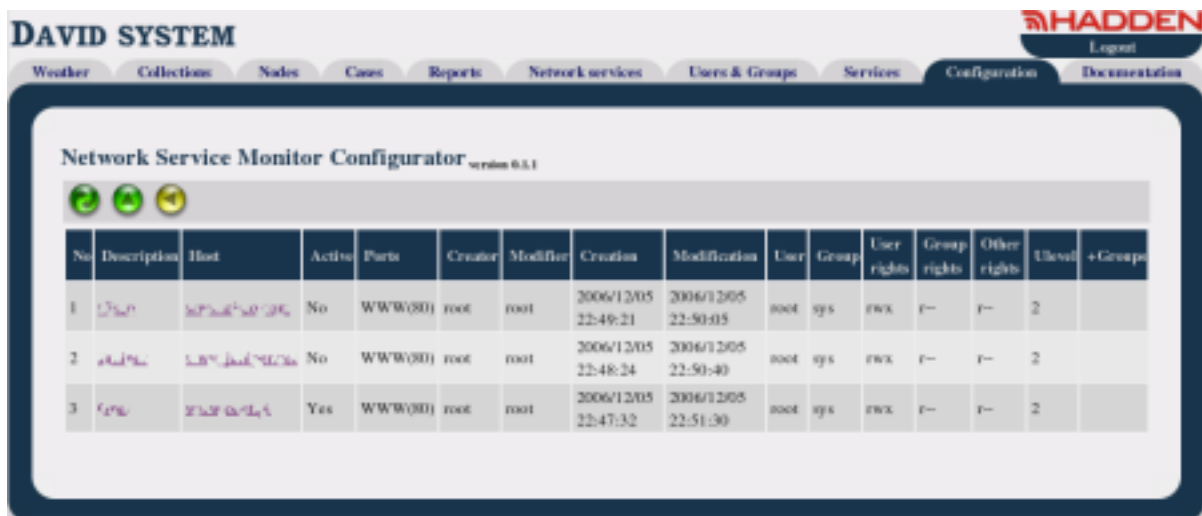 DAVID SYSTEM
HADDEN
Logout
Weather Collections Nodes Cases Reports Network services Users & Groups Services Configuration Documentation
Network Service Monitor Configurator version 0.1.1
No Description Host Active Ports Creator Modifier Creation Modification User Group User rights Group rights Other rights Ulevel +Groups
1 No WWW(80) root root 2006/12/05 22:49:21 2006/12/05 22:50:05 root sys rwx r-- r-- 2
2 No WWW(80) root root 2006/12/05 22:48:24 2006/12/05 22:50:40 root sys rwx r-- r-- 2
3 Yes WWW(80) root root 2006/12/05 22:47:32 2006/12/05 22:51:30 root sys rwx r-- r-- 2